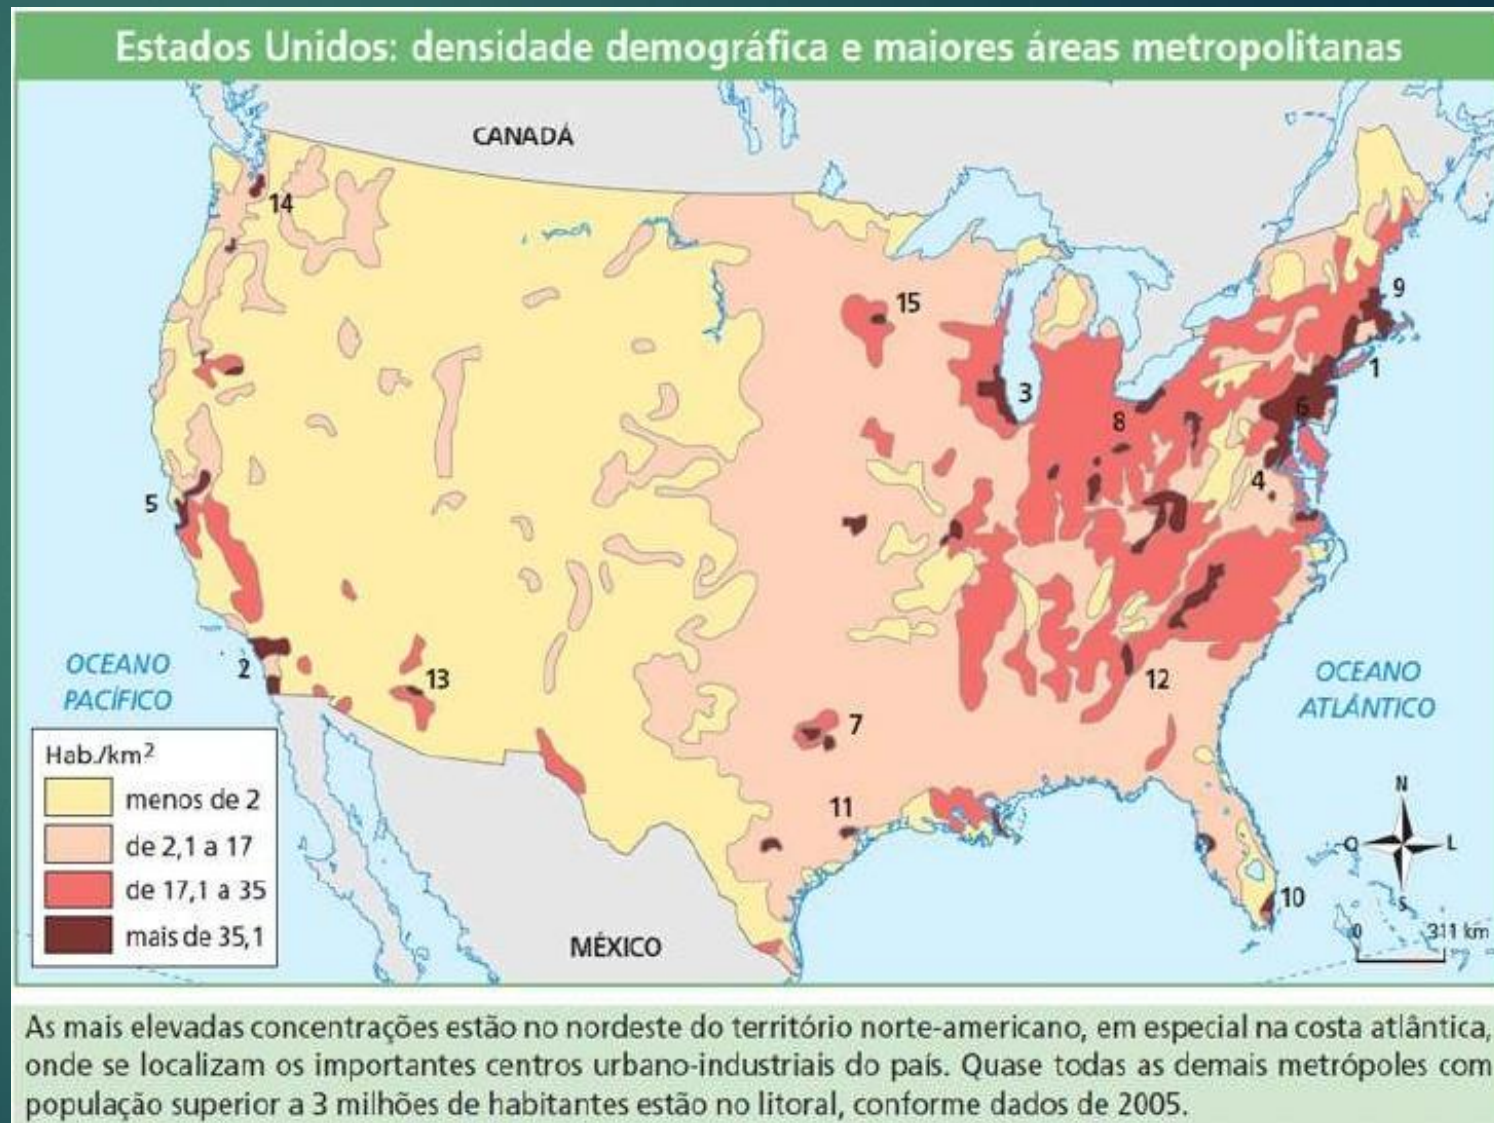 Estados Unidos: densidade demográfica e maiores áreas metropolitanas
CANADÁ
14
15
9
3
1
6
8
4
5
OCEANO
PACÍFICO
2
13
12
OCEANO
ATLÂNTICO
7
11
10
MÉXICO
Hab./km²
menos de 2
de 2,1 a 17
de 17,1 a 35
mais de 35,1
N
O
L
S
0 311 km
As mais elevadas concentrações estão no nordeste do território norte-americano, em especial na costa atlântica,
onde se localizam os importantes centros urbano-industriais do país. Quase todas as demais metrópoles com
população superior a 3 milhões de habitantes estão no litoral, conforme dados de 2005.